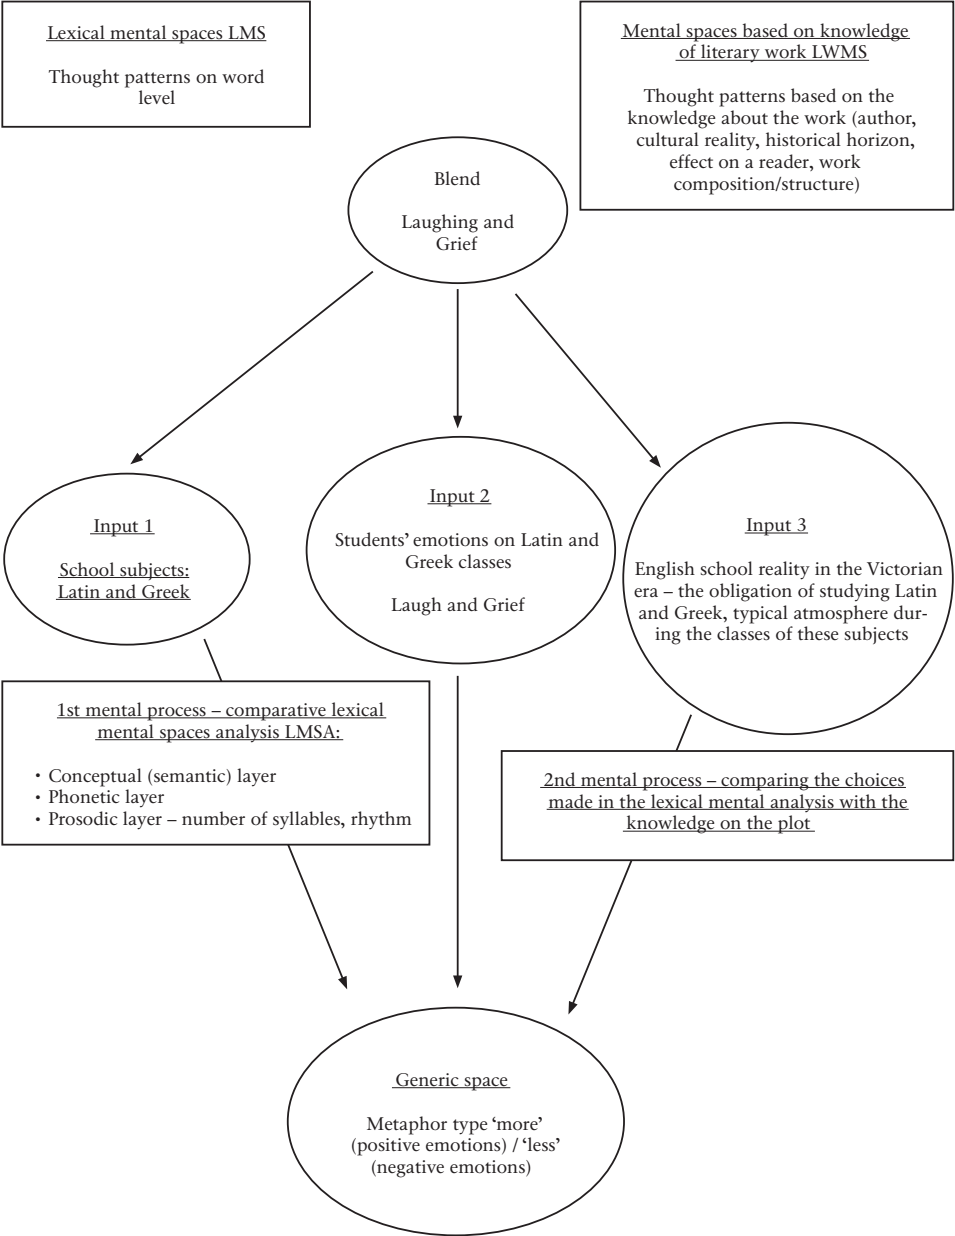 Lexical mental spaces LMS
Thought patterns on word
level
Mental spaces based on knowledge
of literary work LWMS
Thought patterns based on the
knowledge about the work (author,
cultural reality, historical horizon,
effect on a reader, work
composition/structure)
Blend
Laughing and
Grief
Input 1
School subjects:
Latin and Greek
Input 2
Students’ emotions on Latin and
Greek classes
Laugh and Grief
Input 3
English school reality in the Victorian
era – the obligation of studying Latin
and Greek, typical atmosphere dur-
ing the classes of these subjects
1st mental process – comparative lexical
mental spaces analysis LMSA:
• Conceptual (semantic) layer
• Phonetic layer
• Prosodic layer – number of syllables, rhythm
2nd mental process – comparing the choices
made in the lexical mental analysis with the
knowledge on the plot
Generic space
Metaphor type ‘more’
(positive emotions) / ‘less’
(negative emotions)